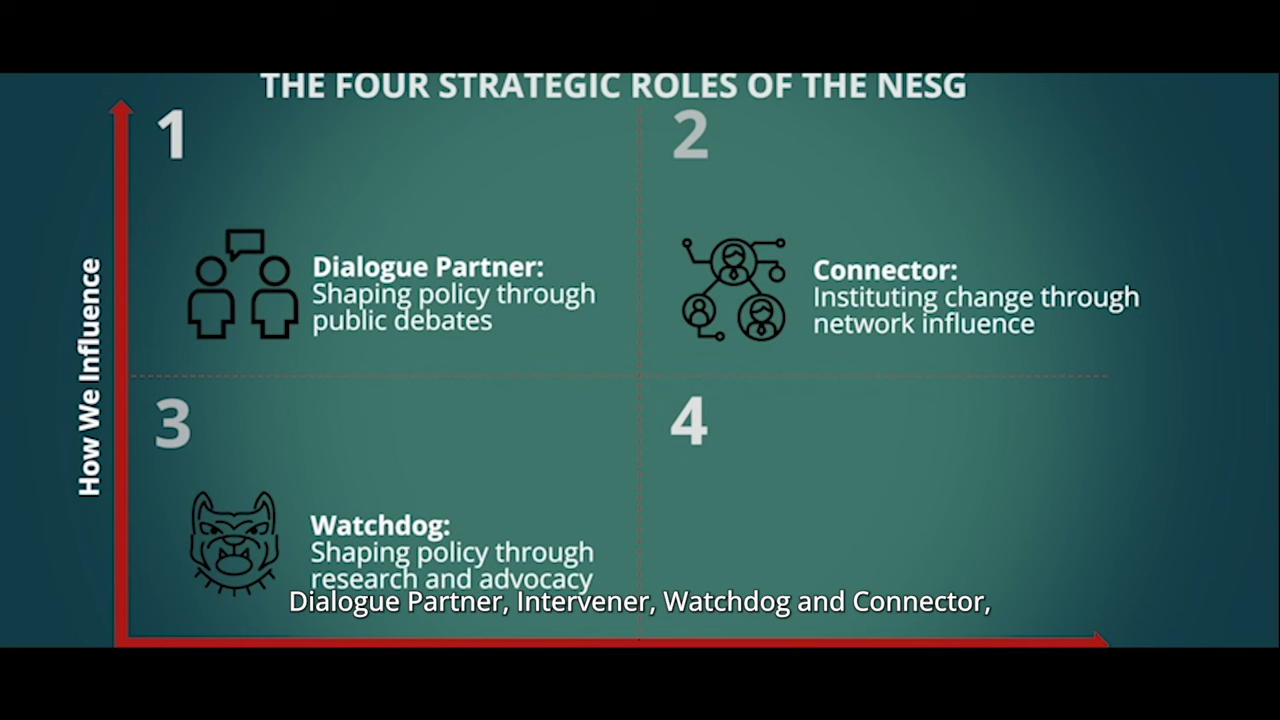 THE FOUR STRATEGIC ROLES OF THE NESG
1
2
Dialogue Partner:
Shaping policy through
public debates
Connector:
Instituting change through
network influence
How We Influence
3
4
Watchdog:
Shaping policy through
research and advocacy
Dialogue Partner, Intervener, Watchdog and Connector,